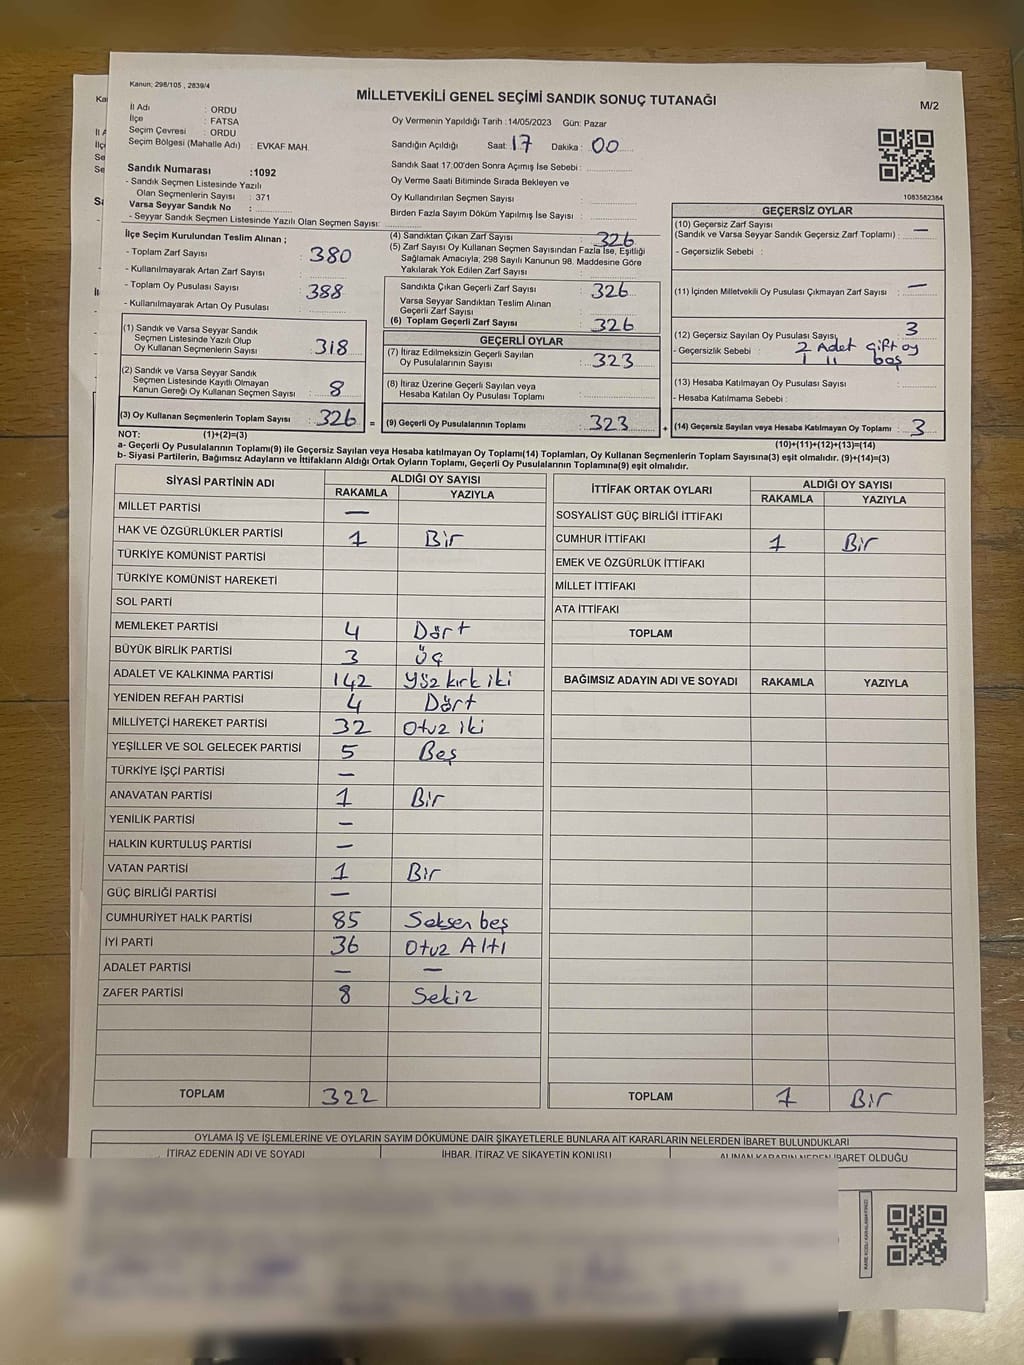 Kanun: 298/105 , 2839/4
MİLLETVEKİLİ GENEL SEÇİMİ SANDIK SONUÇ TUTANAĞI
M/2
İl Adı : ORDU
İlçe : FATSA
Seçim Çevresi : ORDU
Seçim Bölgesi (Mahalle Adı) : EVKAF MAH.
Sandık Numarası :1092
- Sandık Seçmen Listesinde Yazılı
Olan Seçmenlerin Sayısı : 371
Varsa Seyyar Sandık No :
- Seyyar Sandık Seçmen Listesinde Yazılı Olan Seçmen Sayısı:
Oy Vermenin Yapıldığı Tarih :14/05/2023 Gün: Pazar
Sandığın Açıldığı Saat: 17 Dakika: 00
Sandık Saat 17:00'den Sonra Açımış İse Sebebi :
Oy Verme Saati Bitiminde Sırada Bekleyen ve
Oy Kullandırılan Seçmen Sayısı :
Birden Fazla Sayım Döküm Yapılmış İse Sayısı :
1083582384
İlçe Seçim Kurulundan Teslim Alınan ;
- Toplam Zarf Sayısı : 380
- Kullanılmayarak Artan Zarf Sayısı :
- Toplam Oy Pusulası Sayısı : 388
- Kullanılmayarak Artan Oy Pusulası :
(1) Sandık ve Varsa Seyyar Sandık
Seçmen Listesinde Yazılı Olup
Oy Kullanan Seçmenlerin Sayısı : 318
(2) Sandık ve Varsa Seyyar Sandık
Seçmen Listesinde Kayıtlı Olmayan
Kanun Gereği Oy Kullanan Seçmen Sayısı : 8
(3) Oy Kullanan Seçmenlerin Toplam Sayısı : 326 =
(4) Sandıktan Çıkan Zarf Sayısı : 326
(5) Zarf Sayısı Oy Kullanan Seçmen Sayısından Fazla İse, Eşitliği
Sağlamak Amacıyla, 298 Sayılı Kanunun 98. Maddesine Göre
Yakılarak Yok Edilen Zarf Sayısı :
Sandıkta Çıkan Geçerli Zarf Sayısı : 326
Varsa Seyyar Sandıktan Teslim Alınan
Geçerli Zarf Sayısı :
(6) Toplam Geçerli Zarf Sayısı : 326
GEÇERLİ OYLAR
(7) İtiraz Edilmeksizin Geçerli Sayılan
Oy Pusulalarının Sayısı : 323
(8) İtiraz Üzerine Geçerli Sayılan veya
Hesaba Katılan Oy Pusulası Toplamı :
(9) Geçerli Oy Pusulalarının Toplamı : 323 +
GEÇERSİZ OYLAR
(10) Geçersiz Zarf Sayısı
(Sandık ve Varsa Seyyar Sandık Geçersiz Zarf Toplamı) : —
- Geçersizlik Sebebi :
(11) İçinden Milletvekili Oy Pusulası Çıkmayan Zarf Sayısı : —
(12) Geçersiz Sayılan Oy Pusulası Sayısı : 3
- Geçersizlik Sebebi : 2 Adet çift oy
1 11 boş
(13) Hesaba Katılmayan Oy Pusulası Sayısı :
- Hesaba Katılmama Sebebi :
(14) Geçersiz Sayılan veya Hesaba Katılmayan Oy Toplamı : 3
NOT: (1)+(2)=(3) (10)+(11)+(12)+(13)=(14)
a- Geçerli Oy Pusulalarının Toplamı(9) ile Geçersiz Sayılan veya Hesaba katılmayan Oy Toplamı(14) Toplamları, Oy Kullanan Seçmenlerin Toplam Sayısına(3) eşit olmalıdır. (9)+(14)=(3)
b- Siyasi Partilerin, Bağımsız Adayların ve İttifakların Aldığı Ortak Oyların Toplamı, Geçerli Oy Pusulalarının Toplamına(9) eşit olmalıdır.
SİYASİ PARTİNİN ADI ALDIĞI OY SAYISI
RAKAMLA YAZIYLA
MİLLET PARTİSİ —
HAK VE ÖZGÜRLÜKLER PARTİSİ 1 Bir
TÜRKİYE KOMÜNİST PARTİSİ
TÜRKİYE KOMÜNİST HAREKETİ
SOL PARTİ
MEMLEKET PARTİSİ 4 Dört
BÜYÜK BİRLİK PARTİSİ 3 üç
ADALET VE KALKINMA PARTİSİ 142 Yüz kırk iki
YENİDEN REFAH PARTİSİ 4 Dört
MİLLİYETÇİ HAREKET PARTİSİ 32 Otuz iki
YEŞİLLER VE SOL GELECEK PARTİSİ 5 Beş
TÜRKİYE İŞÇİ PARTİSİ —
ANAVATAN PARTİSİ 1 Bir
YENİLİK PARTİSİ —
HALKIN KURTULUŞ PARTİSİ —
VATAN PARTİSİ 1 Bir
GÜÇ BİRLİĞİ PARTİSİ —
CUMHURİYET HALK PARTİSİ 85 Seksen beş
İYİ PARTİ 36 Otuz Altı
ADALET PARTİSİ — —
ZAFER PARTİSİ 8 Sekiz
TOPLAM 322
İTTİFAK ORTAK OYLARI ALDIĞI OY SAYISI
RAKAMLA YAZIYLA
SOSYALİST GÜÇ BİRLİĞİ İTTİFAKI
CUMHUR İTTİFAKI 1 Bir
EMEK VE ÖZGÜRLÜK İTTİFAKI
MİLLET İTTİFAKI
ATA İTTİFAKI
TOPLAM
BAĞIMSIZ ADAYIN ADI VE SOYADI RAKAMLA YAZIYLA
TOPLAM 1 Bir
OYLAMA İŞ VE İŞLEMLERİNE VE OYLARIN SAYIM DÖKÜMÜNE DAİR ŞİKAYETLERLE BUNLARA AİT KARARLARIN NELERDEN İBARET BULUNDUKLARI
İTİRAZ EDENİN ADI VE SOYADI İHBAR, İTİRAZ VE ŞİKAYETİN KONUSU ALINAN KARARIN NEDEN İBARET OLDUĞU